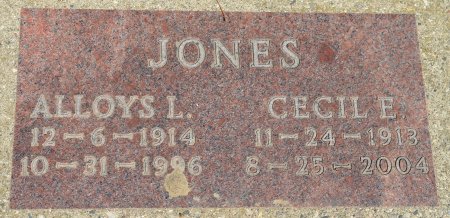 JONES
ALLOYS L. CECIL E.
12-6-1914 11-24-1913
10-31-1996 8-25-2004